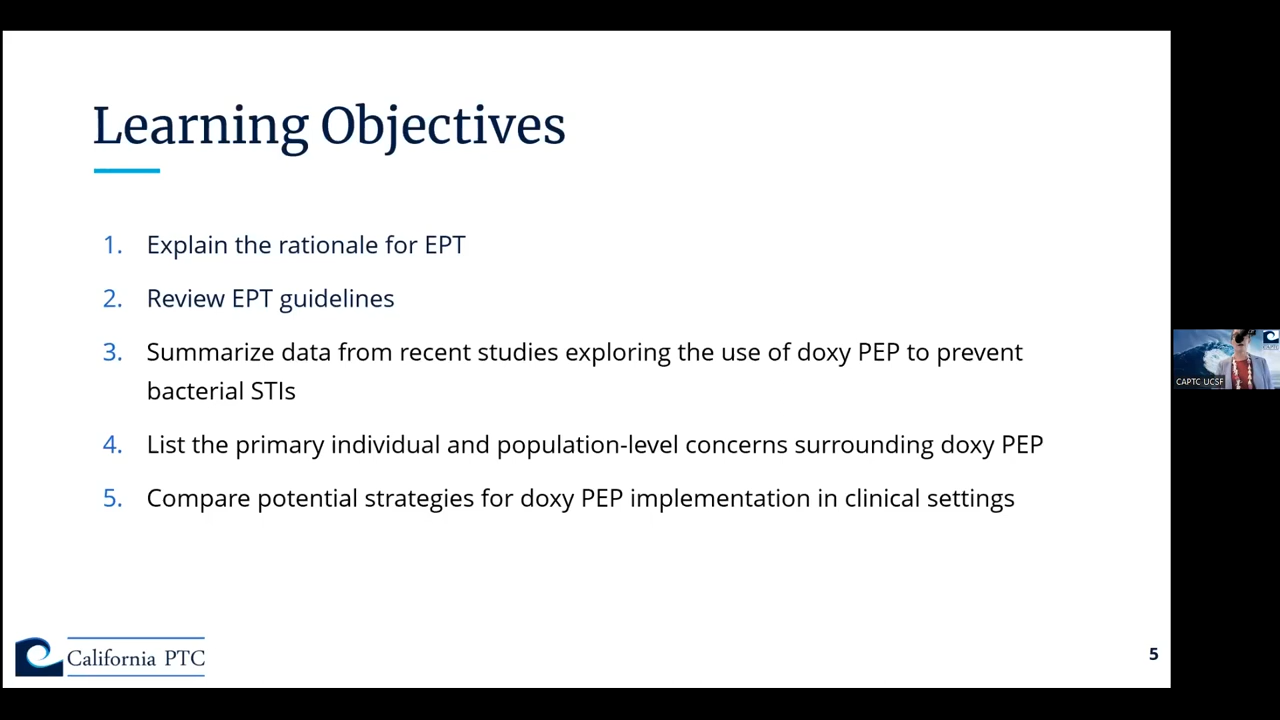 Learning Objectives
1. Explain the rationale for EPT
2. Review EPT guidelines
3. Summarize data from recent studies exploring the use of doxy PEP to prevent
bacterial STIs
4. List the primary individual and population-level concerns surrounding doxy PEP
5. Compare potential strategies for doxy PEP implementation in clinical settings
CAPTC UCSF
California PTC
5